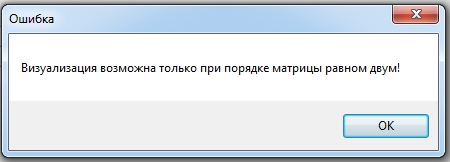 Ошибка
Визуализация возможна только при порядке матрицы равном двум!
OK